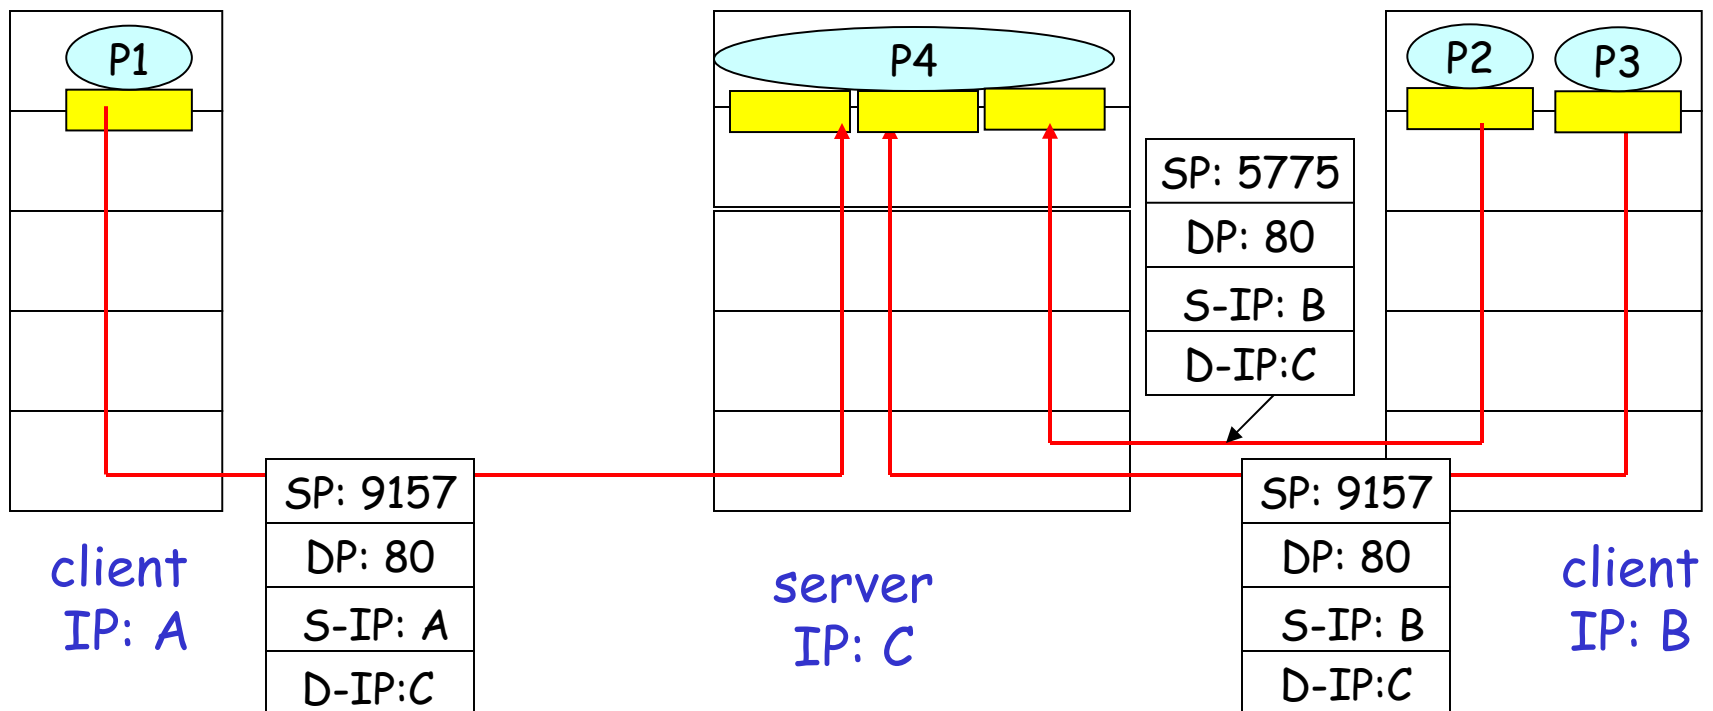 P1
P4
P2
P3
SP: 5775
DP: 80
S-IP: B
D-IP:C
SP: 9157
DP: 80
S-IP: A
D-IP:C
SP: 9157
DP: 80
S-IP: B
D-IP:C
client
IP: A
server
IP: C
client
IP: B